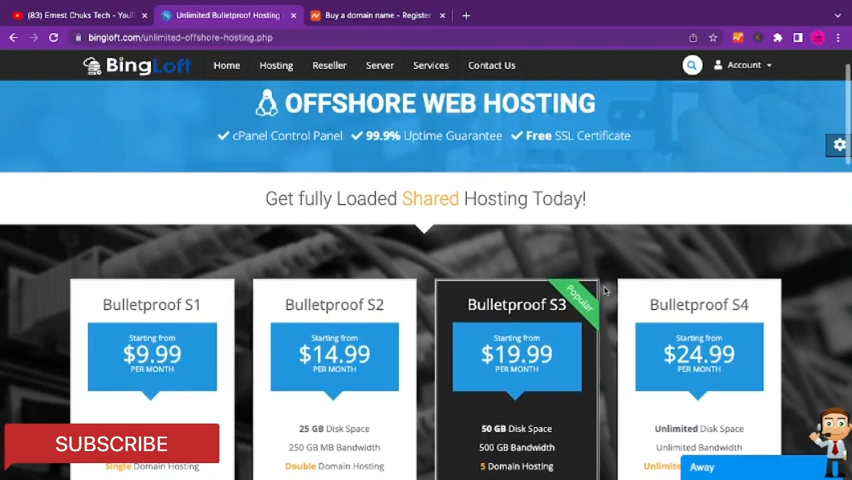 (83) Ernest Chuks Tech - YouT
Unlimited Bulletproof Hosting
Buy a domain name - Register
bingloft.com/unlimited-offshore-hosting.php
BingLoft
Home
Hosting
Reseller
Server
Services
Contact Us
Account
OFFSHORE WEB HOSTING
cPanel Control Panel
99.9% Uptime Guarantee
Free SSL Certificate
Get fully Loaded Shared Hosting Today!
Popular
Bulletproof S1
Starting from
$9.99
PER MONTH
Single Domain Hosting
Bulletproof S2
Starting from
$14.99
PER MONTH
25 GB Disk Space
250 GB MB Bandwidth
Double Domain Hosting
Bulletproof S3
Starting from
$19.99
PER MONTH
50 GB Disk Space
500 GB Bandwidth
5 Domain Hosting
Bulletproof S4
Starting from
$24.99
PER MONTH
Unlimited Disk Space
Unlimited Bandwidth
SUBSCRIBE
Away